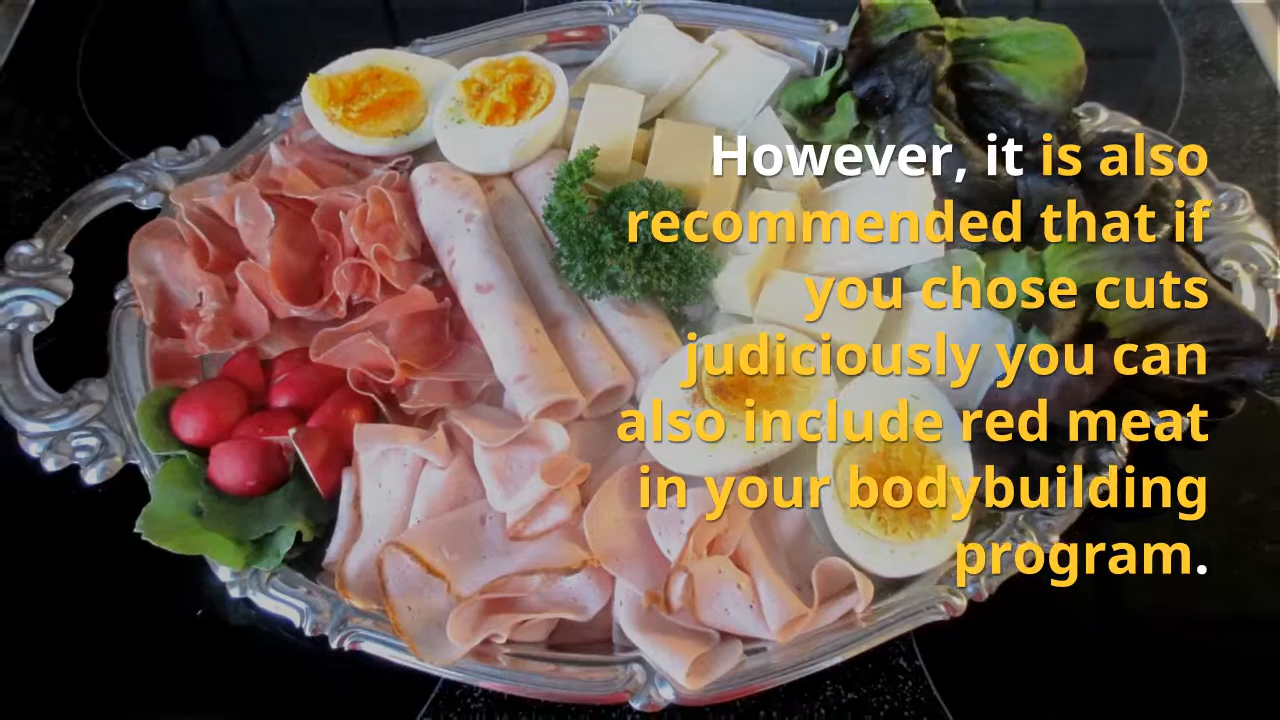 However, it is also
recommended that if
you chose cuts
judiciously you can
also include red meat
in your bodybuilding
program.